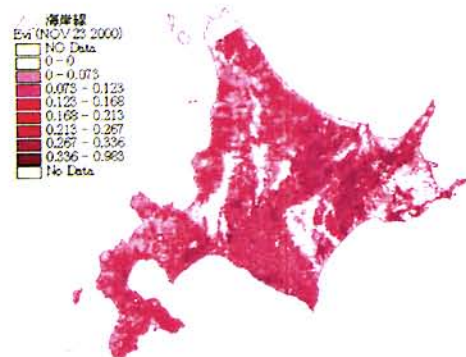 海岸線
Evi (NOV 23 2000)
NO Data
0 - 0
0 - 0.073
0.073 - 0.123
0.123 - 0.168
0.168 - 0.213
0.213 - 0.267
0.267 - 0.336
0.336 - 0.983
No Data